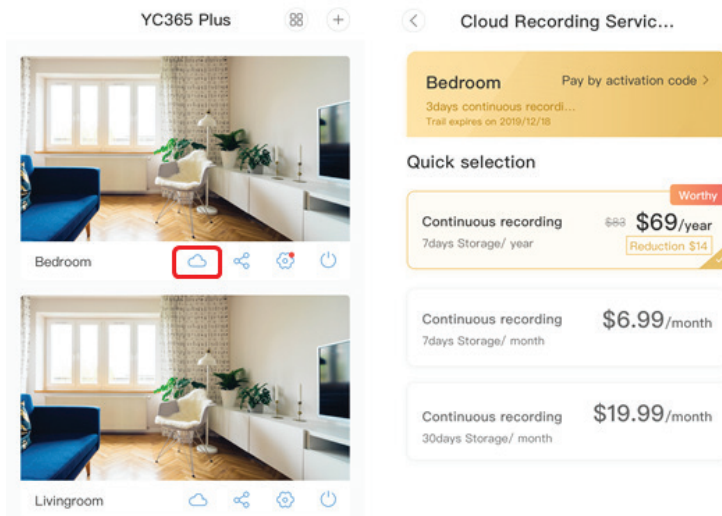 YC365 Plus
Bedroom
Livingroom
Cloud Recording Servic...
Bedroom
Pay by activation code >
3days continuous recordi...
Trail expires on 2019/12/18
Quick selection
Worthy
Continuous recording
$83 $69/year
7days Storage/ year
Reduction $14
Continuous recording
$6.99/month
7days Storage/ month
Continuous recording
$19.99/month
30days Storage/ month